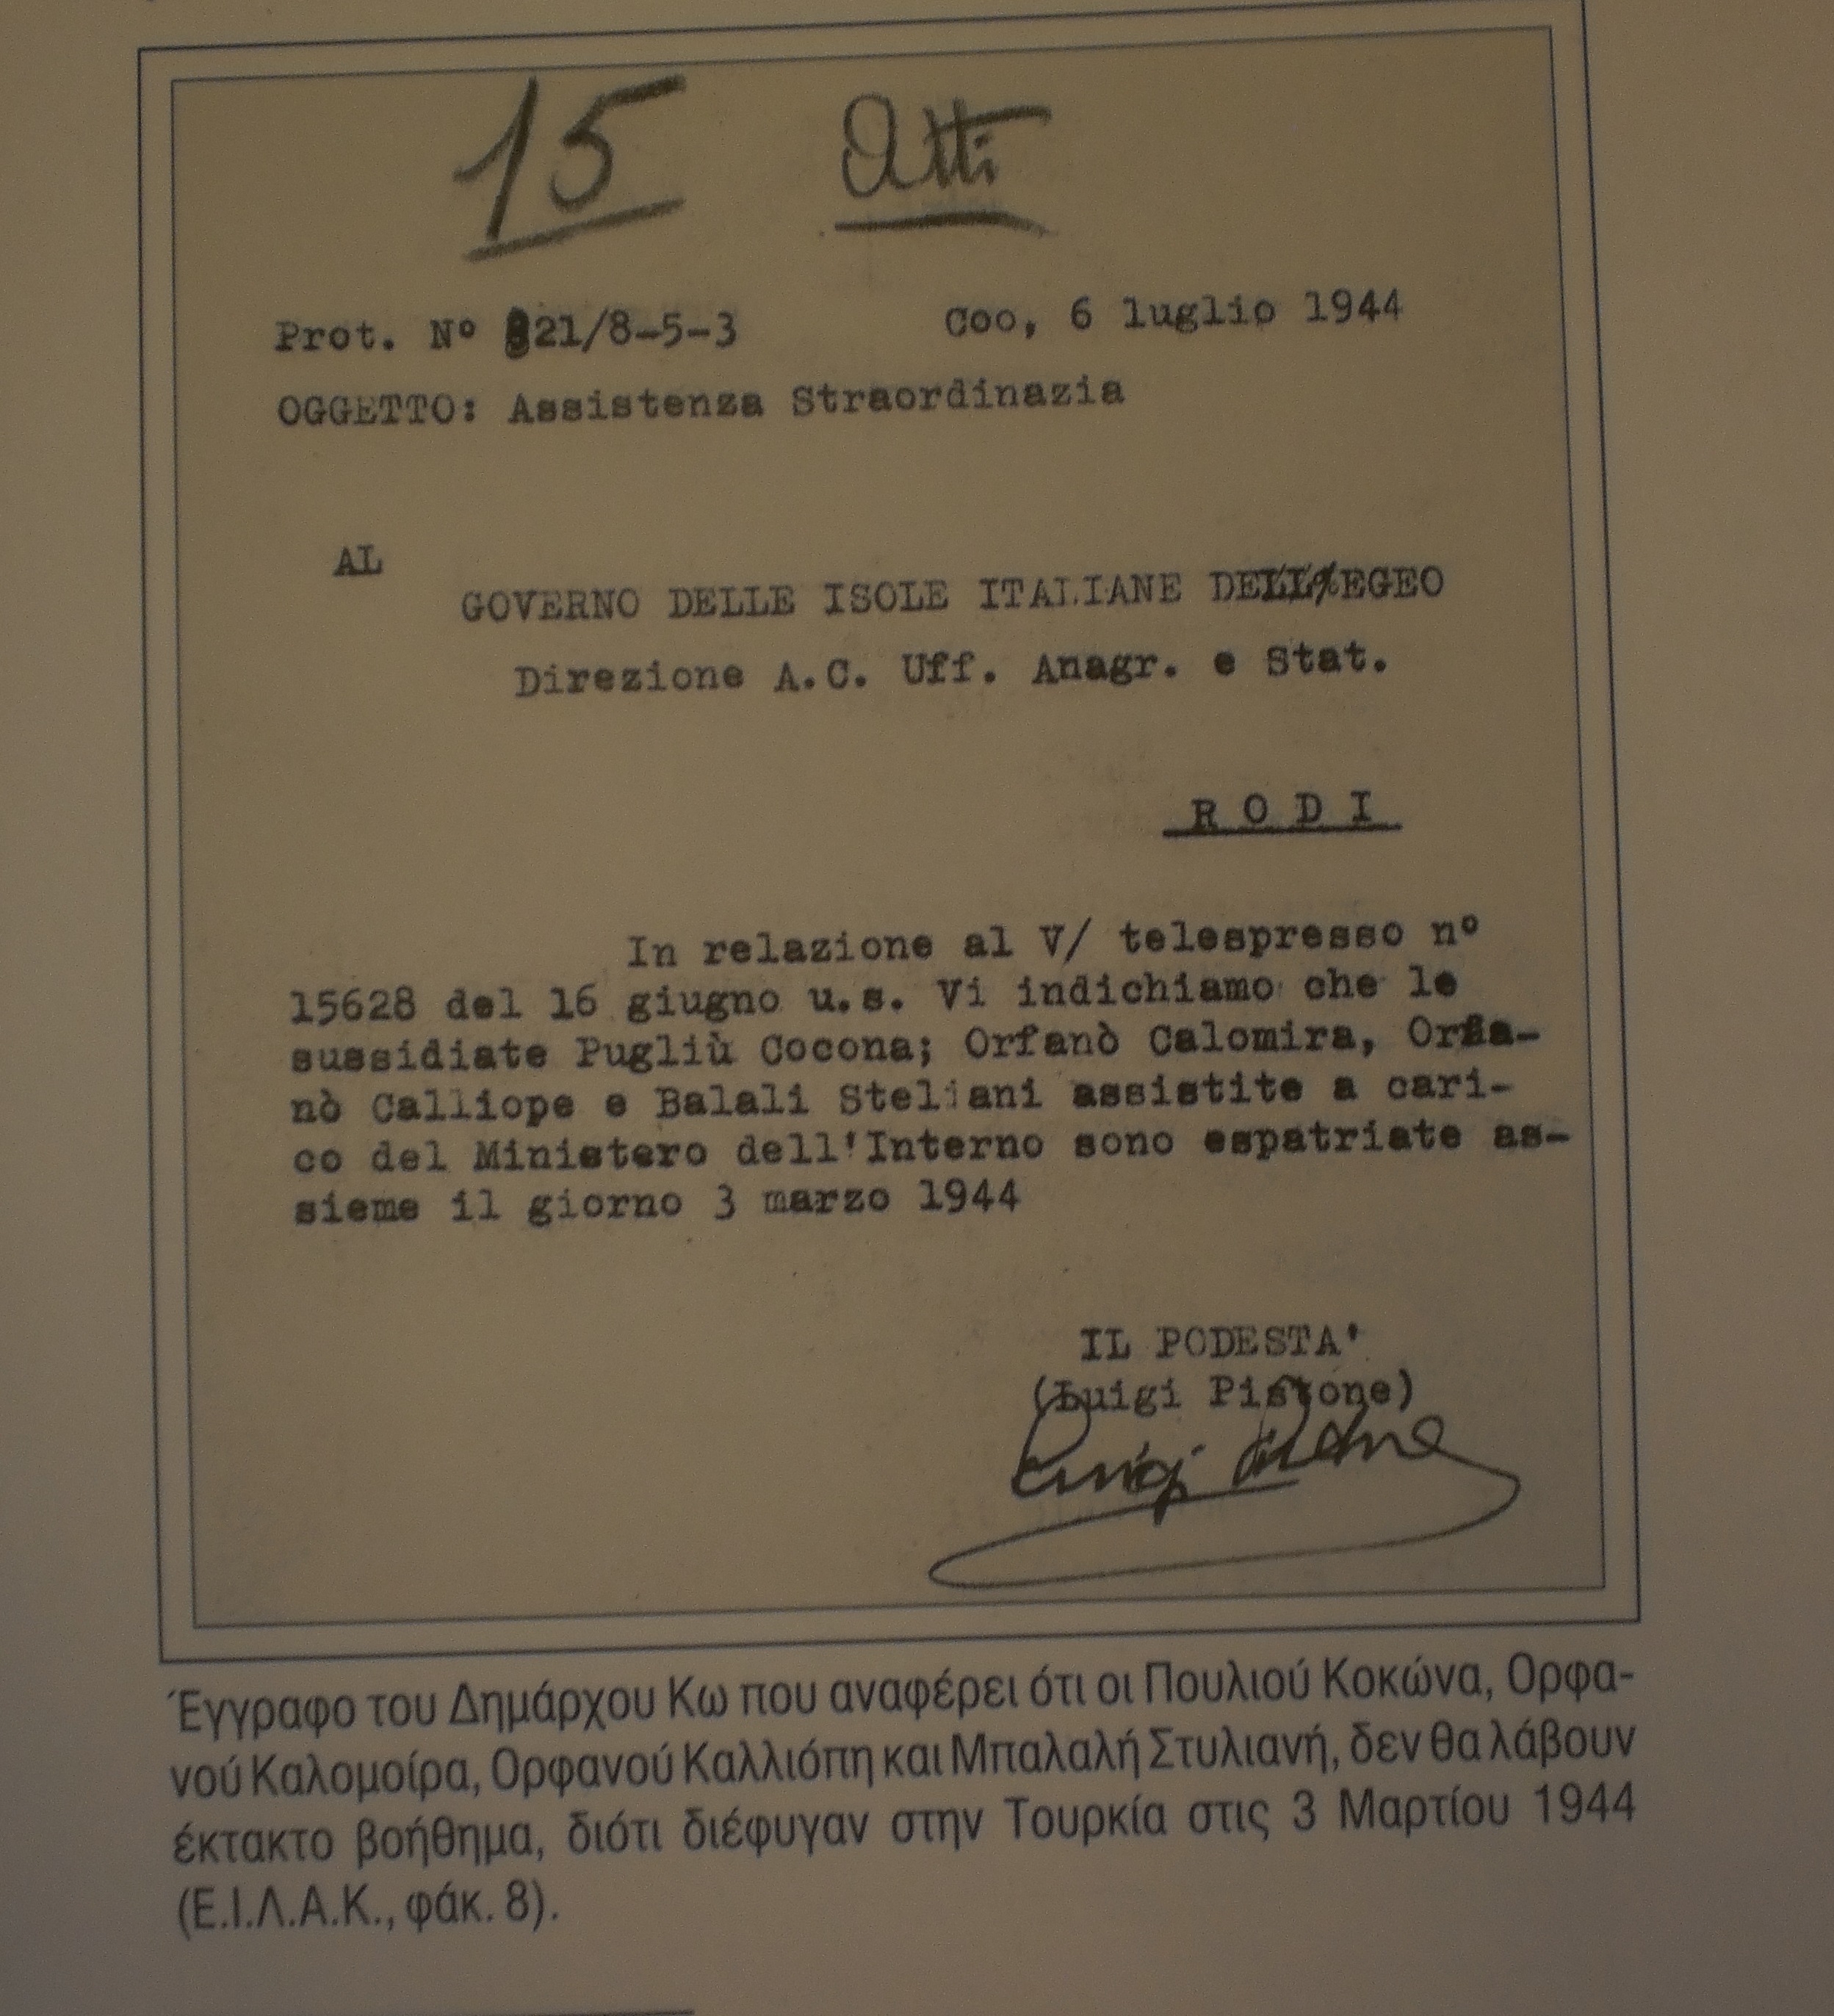 15 Atti
Prot. Nº 821/8-5-3 Coo, 6 luglio 1944
OGGETTO: Assistenza Straordinazia
AL
GOVERNO DELLE ISOLE ITALIANE DELL'EGEO
Direzione A.C. Uff. Anagr. e Stat.
RODI
In relazione al V/ telespresso nº
15628 del 16 giugno u.s. Vi indichiamo che le
sussidiate Pugliù Cocona; Orfanò Calomira, Orfa-
nò Calliope e Balali Steliani assistite a cari-
co del Ministero dell'Interno sono espatriate as-
sieme il giorno 3 marzo 1944
IL PODESTA'
(Luigi Pistone)
Luigi Pistone
Έγγραφο του Δημάρχου Κω που αναφέρει ότι οι Πουλιού Κοκώνα, Ορφα-
νού Καλομοίρα, Ορφανού Καλλιόπη και Μπαλαλή Στυλιανή, δεν θα λάβουν
έκτακτο βοήθημα, διότι διέφυγαν στην Τουρκία στις 3 Μαρτίου 1944
(Ε.Ι.Λ.Α.Κ., φάκ. 8).